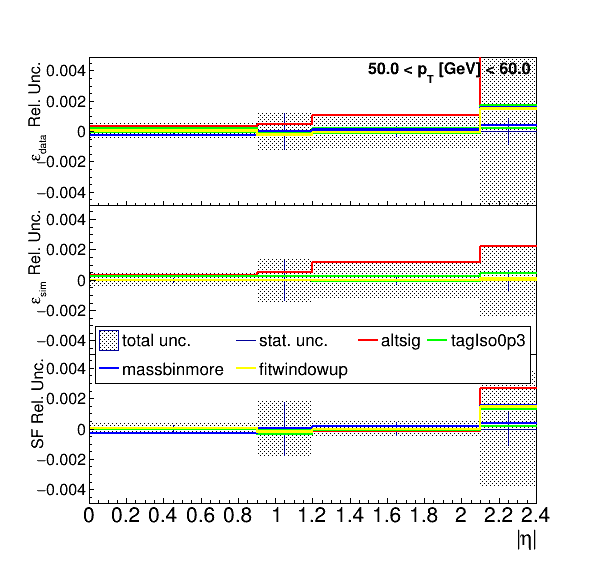 50.0 < pT [GeV] < 60.0
εdata Rel. Unc.
0.004
0.002
0
−0.002
−0.004
εsim Rel. Unc.
0.004
0.002
0
−0.002
−0.004
total unc. stat. unc. altsig tagIso0p3
massbinmore fitwindowup
SF Rel. Unc.
0.004
0.002
0
−0.002
−0.004
0 0.2 0.4 0.6 0.8 1 1.2 1.4 1.6 1.8 2 2.2 2.4
|η|